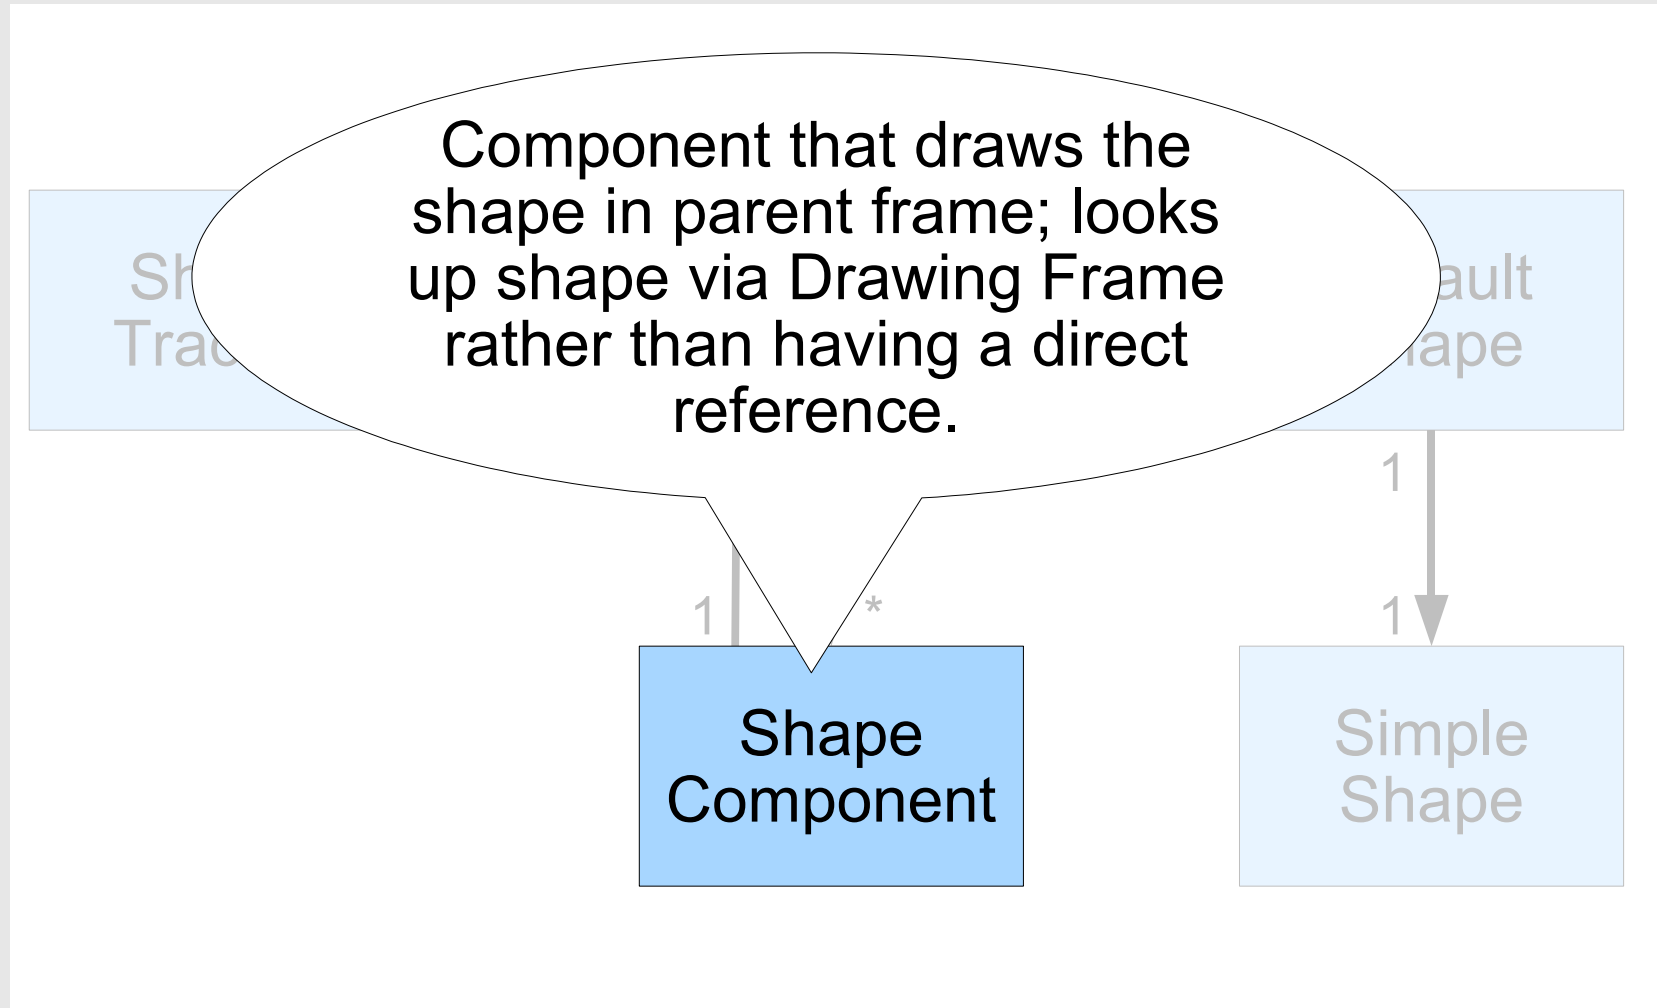 Component that draws the
shape in parent frame; looks
up shape via Drawing Frame
rather than having a direct
reference.
1
1 *
1
Shape
Component
Simple
Shape